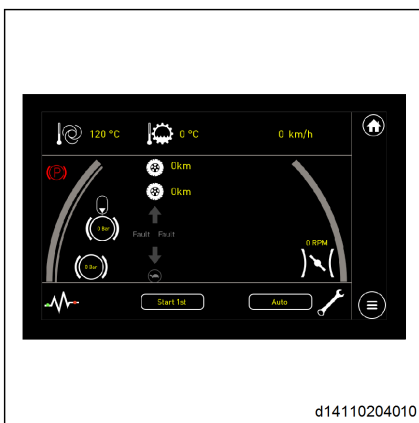 120 °C
0 °C
0 km/h
P
0km
0km
0 Bar
Fault Fault
0 RPM
0 Bar
Start 1st
Auto
d14110204010